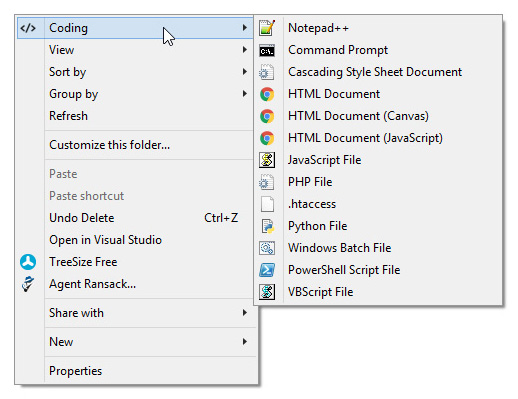 Coding
View
Sort by
Group by
Refresh
Customize this folder...
Paste
Paste shortcut
Undo Delete Ctrl+Z
Open in Visual Studio
TreeSize Free
Agent Ransack...
Share with
New
Properties
Notepad++
Command Prompt
Cascading Style Sheet Document
HTML Document
HTML Document (Canvas)
HTML Document (JavaScript)
JavaScript File
PHP File
.htaccess
Python File
Windows Batch File
PowerShell Script File
VBScript File